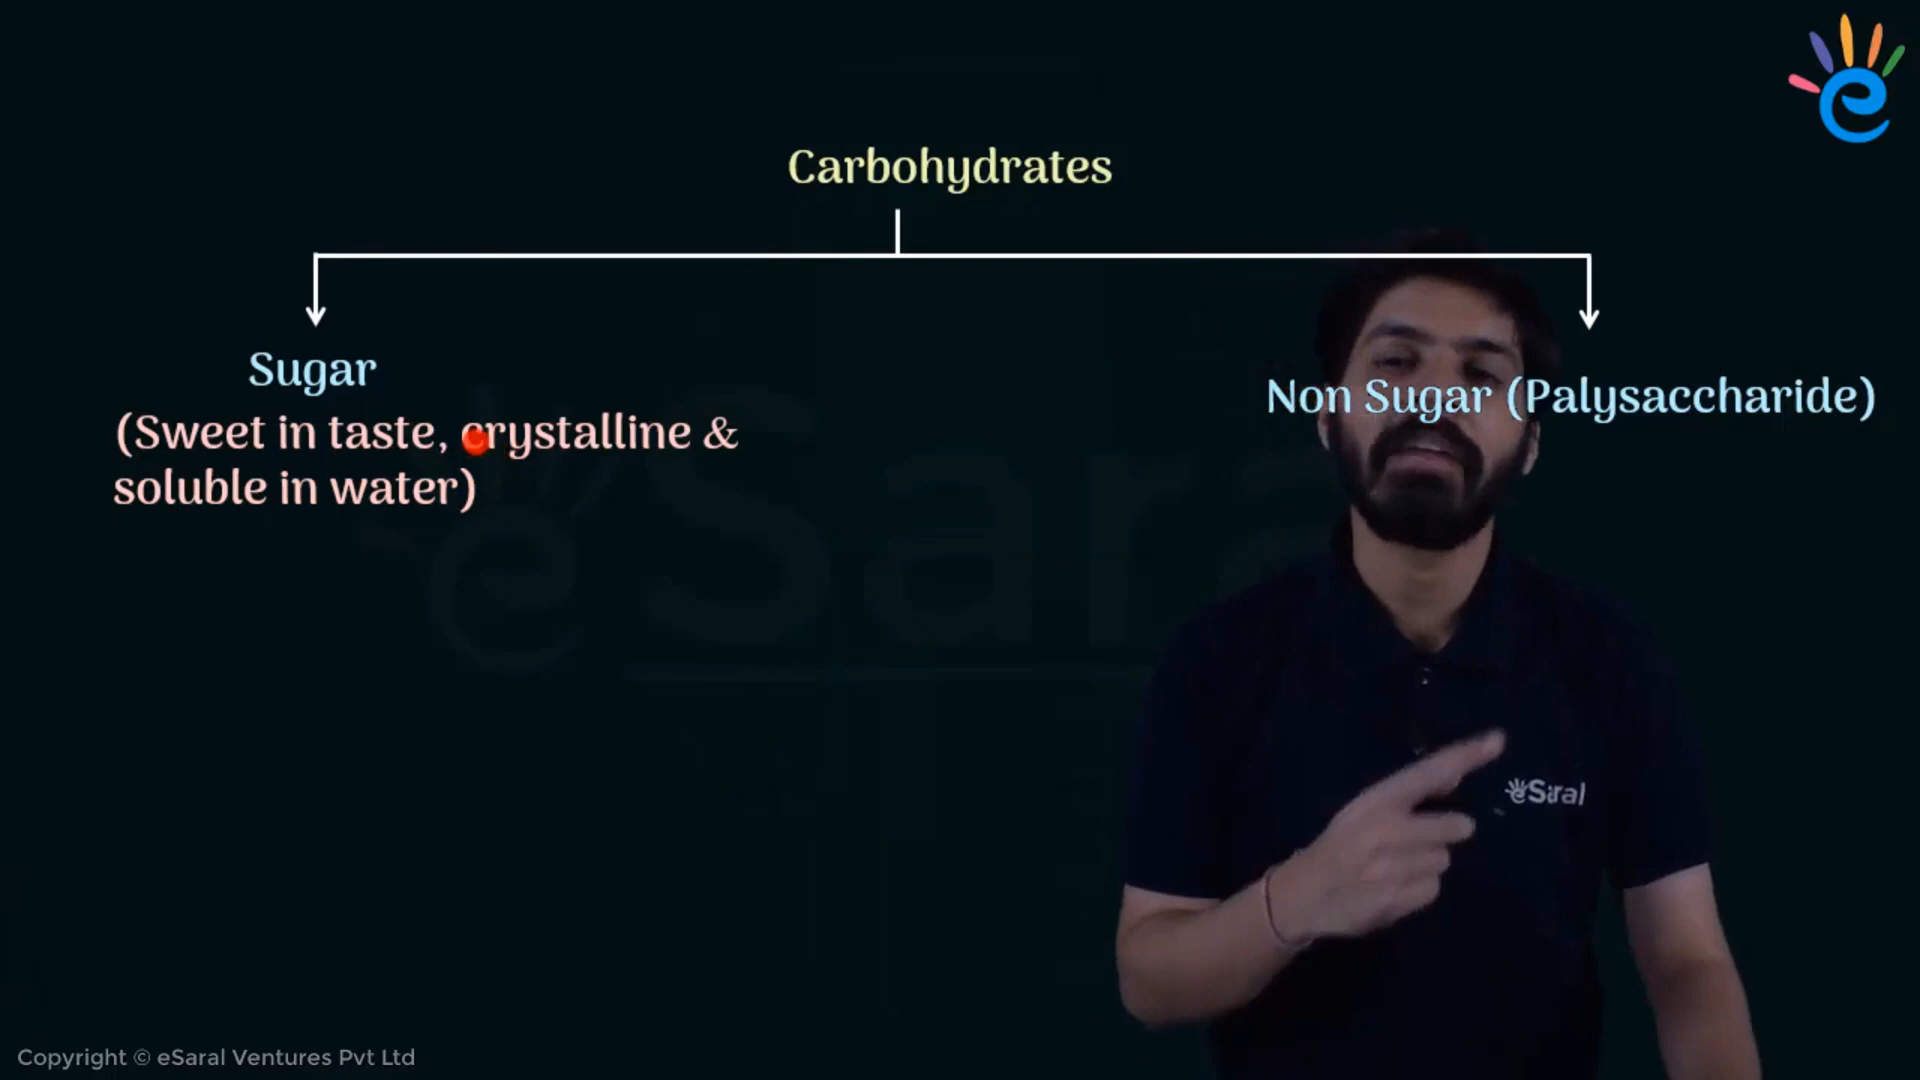 Carbohydrates
Sugar
(Sweet in taste, crystalline &
soluble in water)
Non Sugar (Palysaccharide)
eSaral
Copyright © eSaral Ventures Pvt Ltd